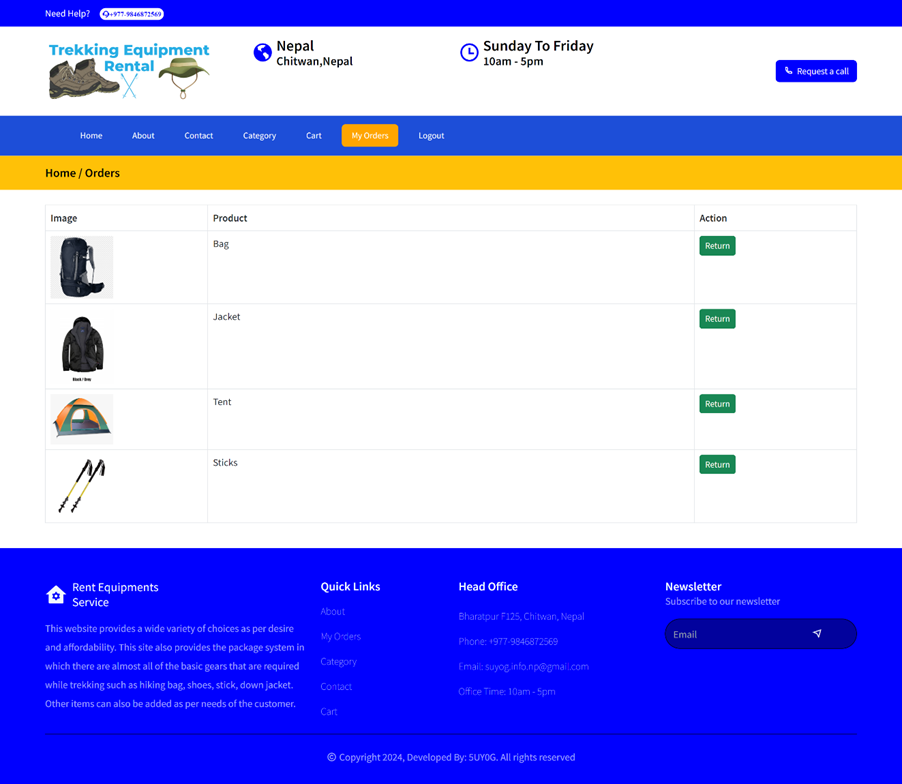 Need Help? +977-9846872569
Trekking Equipment
Rental
Nepal
Chitwan,Nepal
Sunday To Friday
10am - 5pm
Request a call
Home About Contact Category Cart My Orders Logout
Home / Orders
Image Product Action
Bag Return
Jacket Return
Black / Grey
Tent Return
Sticks Return
Rent Equipments
Service
This website provides a wide variety of choices as per desire
and affordability. This site also provides the package system in
which there are almost all of the basic gears that are required
while trekking such as hiking bag, shoes, stick, down jacket.
Other items can also be added as per needs of the customer.
Quick Links
About
My Orders
Category
Contact
Cart
Head Office
Bharatpur F125, Chitwan, Nepal
Phone: +977-9846872569
Email: suyog.info.np@gmail.com
Office Time: 10am - 5pm
Newsletter
Subscribe to our newsletter
Email
© Copyright 2024, Developed By: 5UY0G. All rights reserved